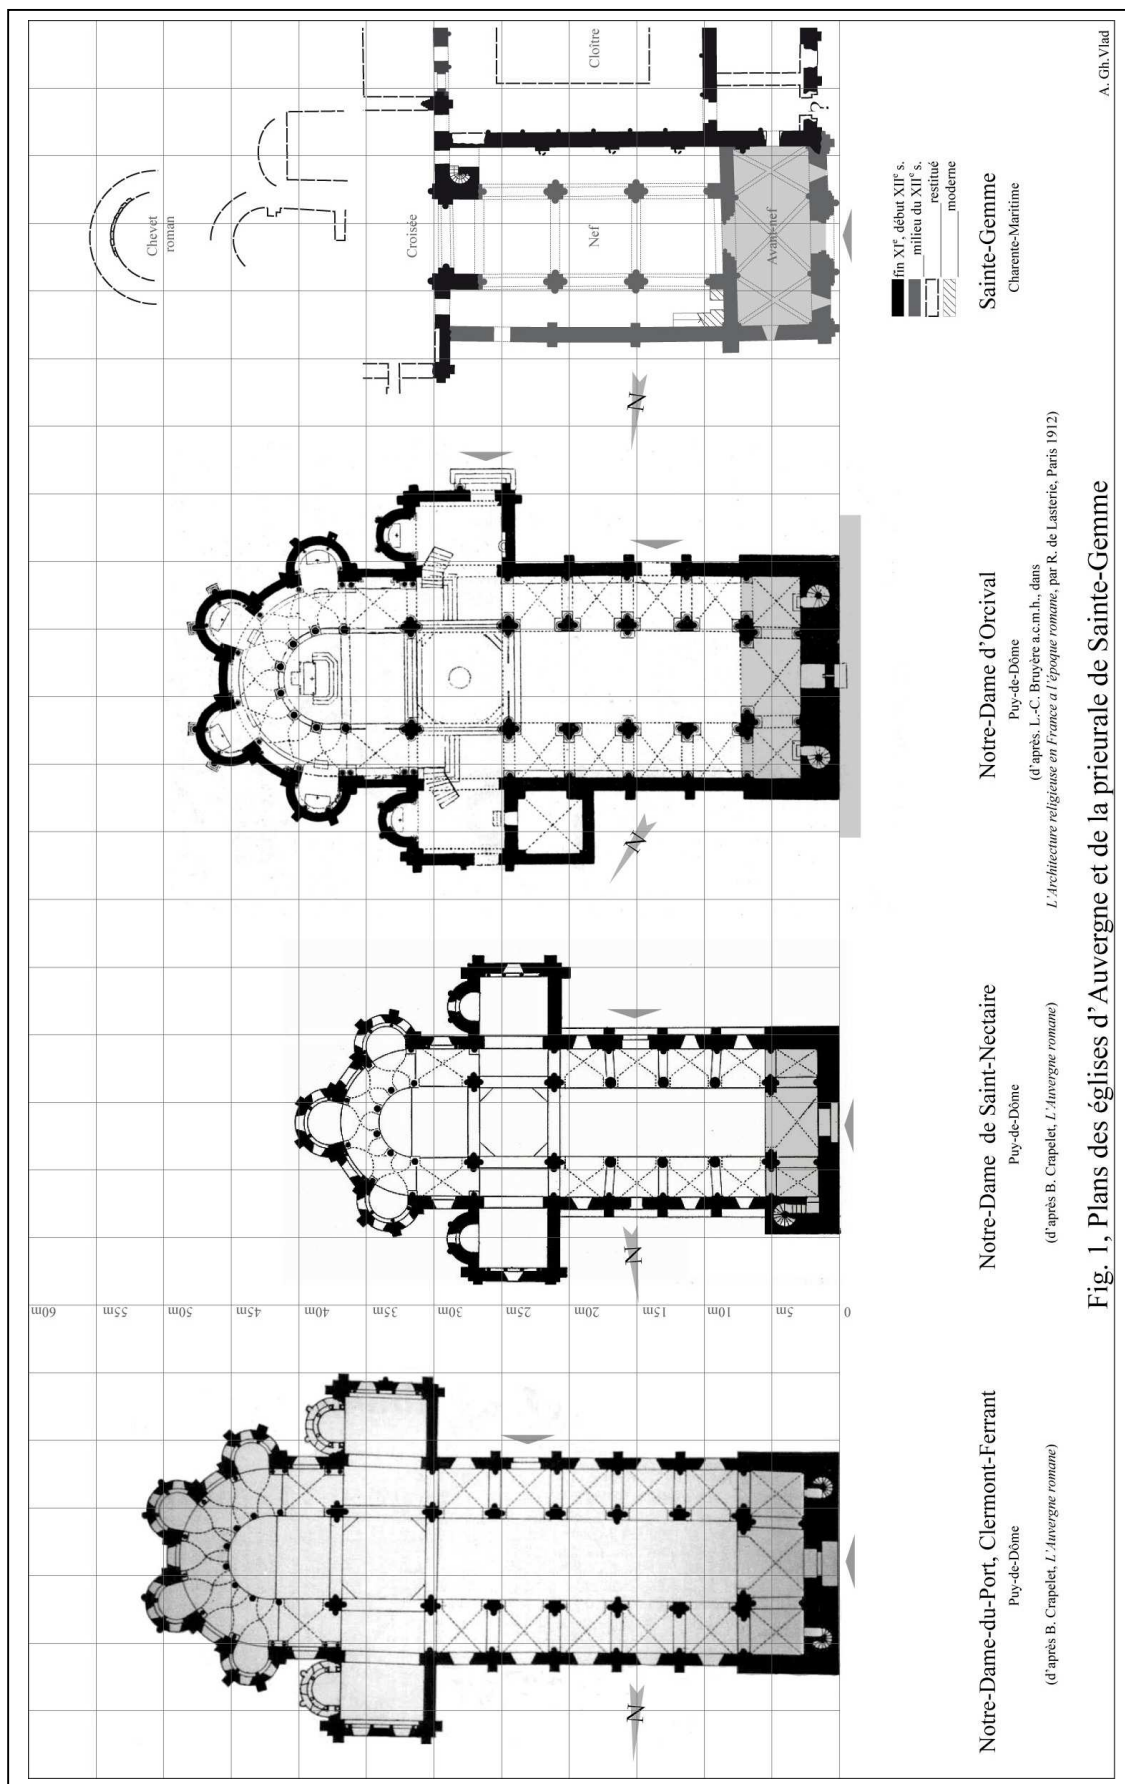 60m
55m
50m
45m
40m
35m
30m
25m
20m
15m
10m
5m
0
N
N
N
N
Chevet
roman
Croisée
Nef
Avant-nef
Cloître
?
Notre-Dame-du-Port, Clermont-Ferrant
Puy-de-Dôme
(d'après B. Crapelet, L'Auvergne romane)
Notre-Dame de Saint-Nectaire
Puy-de-Dôme
(d'après B. Crapelet, L'Auvergne romane)
Notre-Dame d'Orcival
Puy-de-Dôme
(d'après. L.-C. Bruyère a.c.m.h., dans
L'Architecture religieuse en France a l'époque romane, par R. de Lasterie, Paris 1912)
fin XIe, début XIIe s.
milieu du XIIe s.
restitué
moderne
Sainte-Gemme
Charente-Maritime
Fig. 1, Plans des églises d'Auvergne et de la prieurale de Sainte-Gemme
A. Gh.Vlad